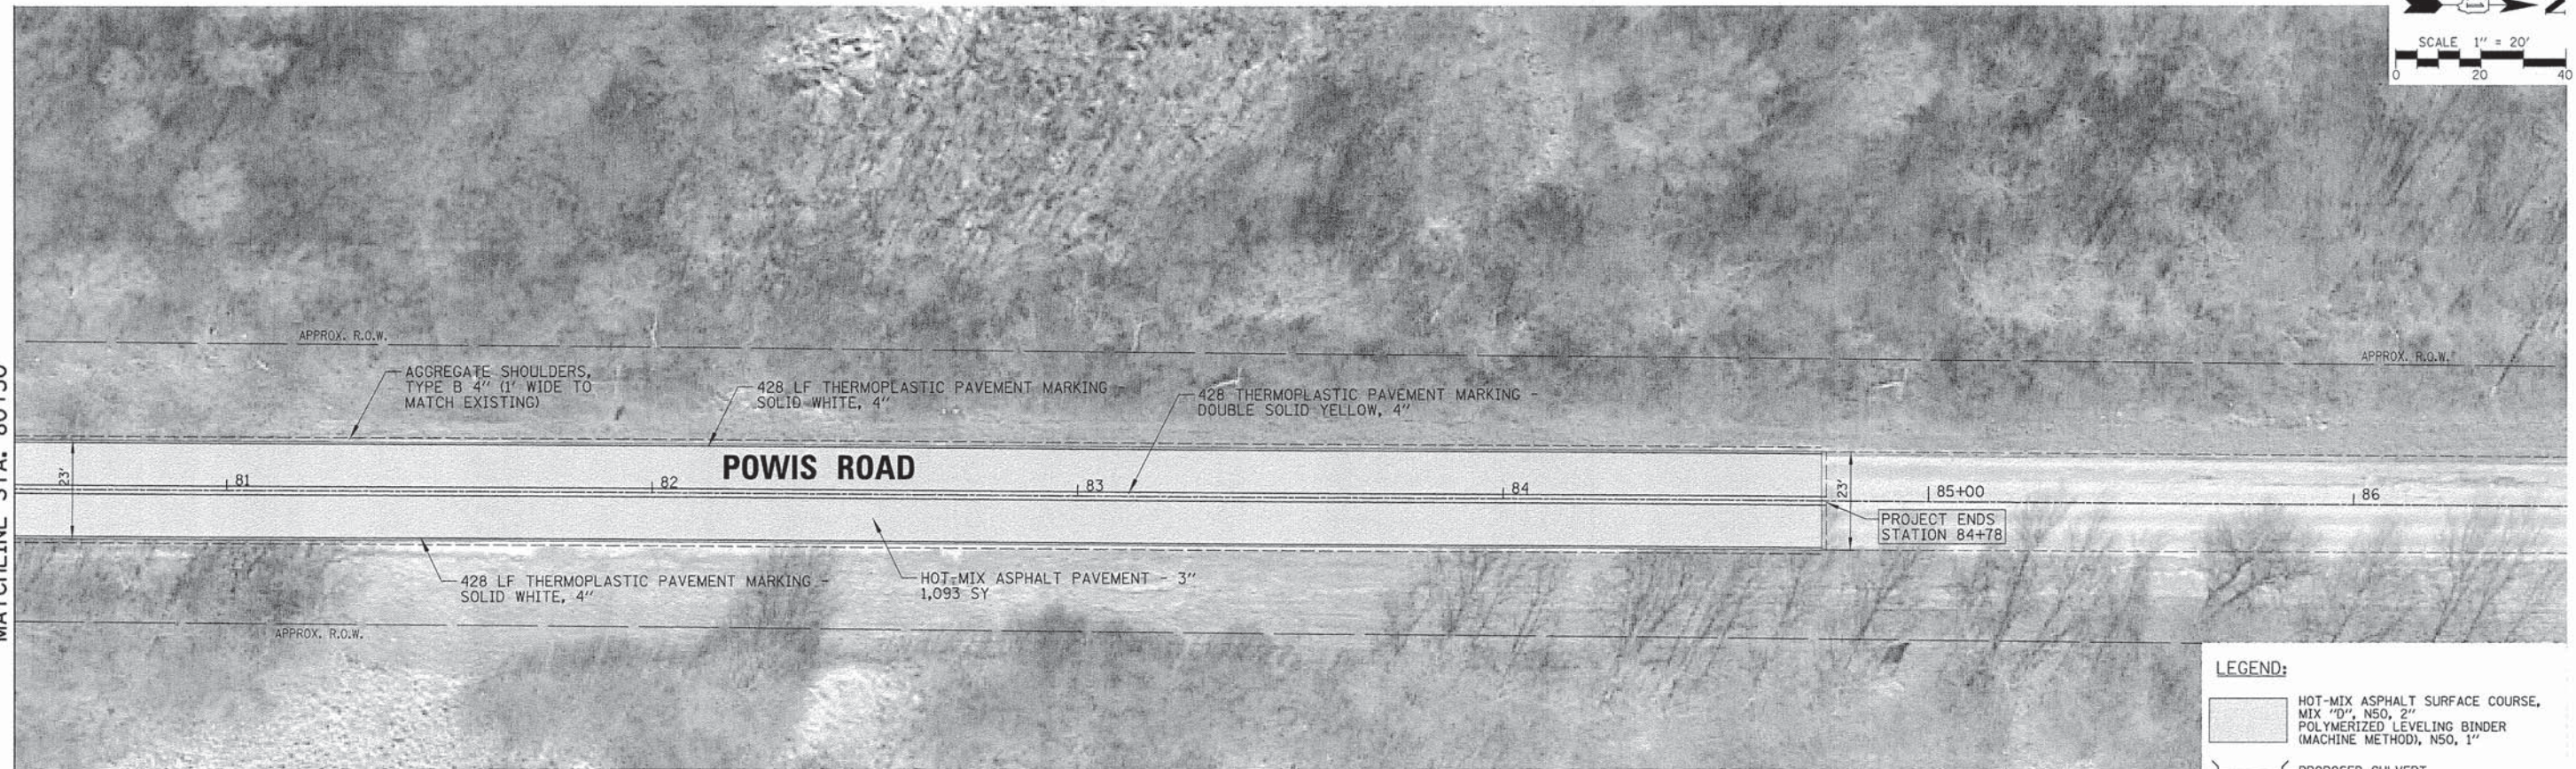 N
SCALE 1" = 20'
0 20 40
APPROX. R.O.W.
APPROX. R.O.W.
AGGREGATE SHOULDERS,
TYPE B 4" (1' WIDE TO
MATCH EXISTING)
428 LF THERMOPLASTIC PAVEMENT MARKING -
SOLID WHITE, 4"
428 THERMOPLASTIC PAVEMENT MARKING -
DOUBLE SOLID YELLOW, 4"
MATCHLINE STA.
23'
POWIS ROAD
81
82
83
84
23'
85+00
86
PROJECT ENDS
STATION 84+78
428 LF THERMOPLASTIC PAVEMENT MARKING -
SOLID WHITE, 4"
HOT-MIX ASPHALT PAVEMENT - 3"
1,093 SY
APPROX. R.O.W.
LEGEND:
HOT-MIX ASPHALT SURFACE COURSE,
MIX "D", N50, 2"
POLYMERIZED LEVELING BINDER
(MACHINE METHOD), N50, 1"
PROPOSED CULVERT